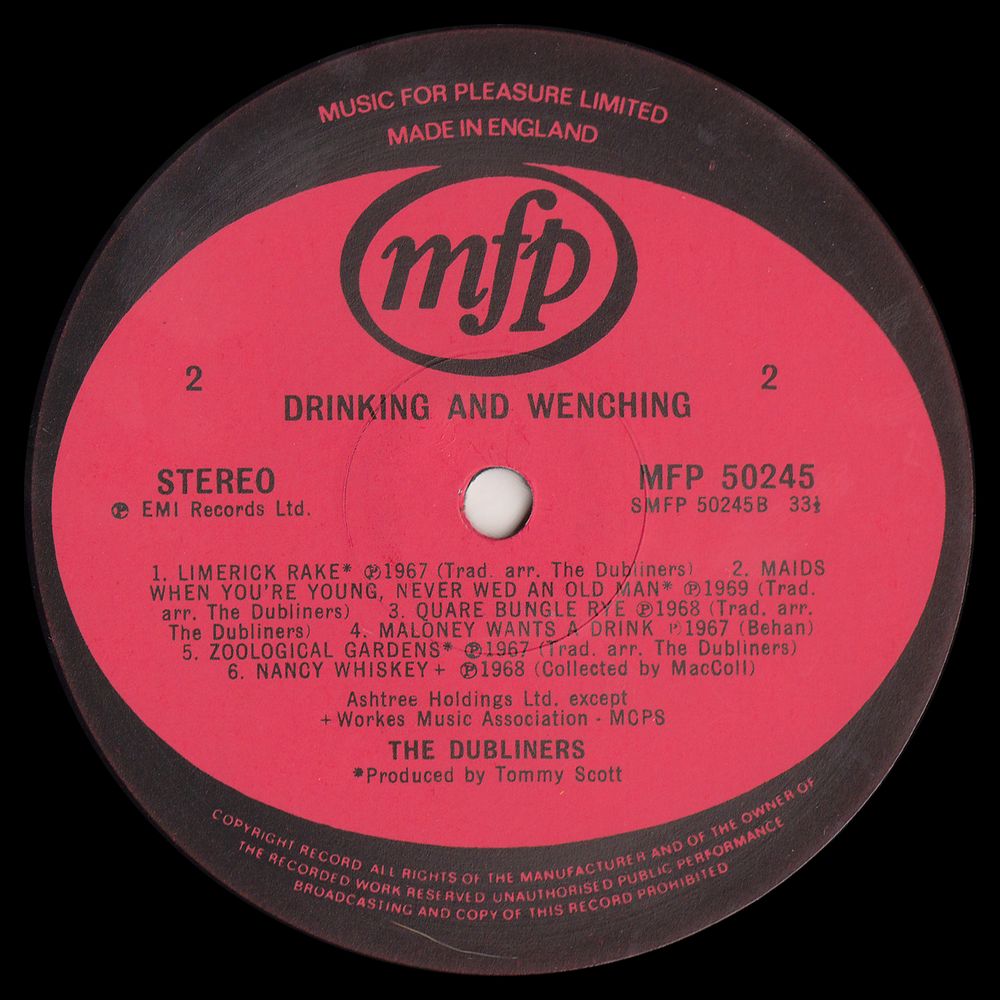 MUSIC FOR PLEASURE LIMITED
MADE IN ENGLAND
mfp
2 2
DRINKING AND WENCHING
STEREO MFP 50245
℗ EMI Records Ltd. SMFP 50245B 33⅓
1. LIMERICK RAKE* ℗1967 (Trad. arr. The Dubliners) 2. MAIDS
WHEN YOU'RE YOUNG, NEVER WED AN OLD MAN* ℗1969 (Trad.
arr. The Dubliners) 3. QUARE BUNGLE RYE ℗1968 (Trad. arr.
The Dubliners) 4. MALONEY WANTS A DRINK ℗1967 (Behan)
5. ZOOLOGICAL GARDENS* ℗1967 (Trad. arr. The Dubliners)
6. NANCY WHISKEY+ ℗1968 (Collected by MacColl)
Ashtree Holdings Ltd. except
+Workes Music Association - MCPS
THE DUBLINERS
*Produced by Tommy Scott
COPYRIGHT RECORD ALL RIGHTS OF THE MANUFACTURER AND OF THE OWNER OF
THE RECORDED WORK RESERVED UNAUTHORISED PUBLIC PERFORMANCE
BROADCASTING AND COPY OF THIS RECORD PROHIBITED